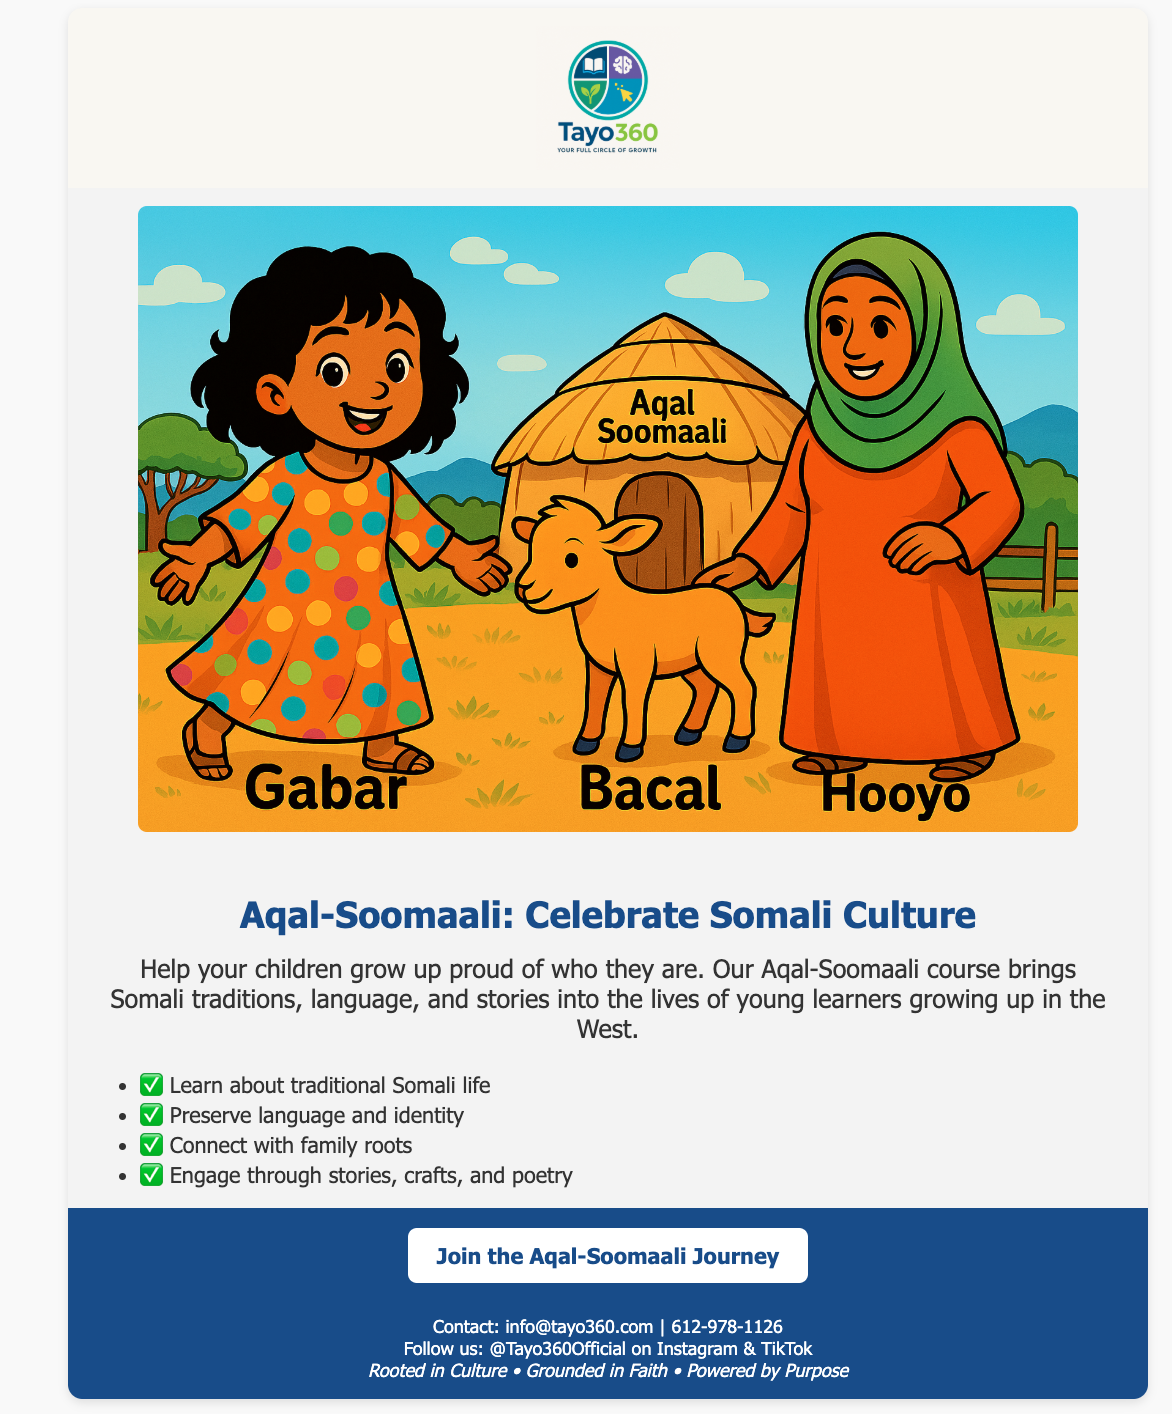 Tayo360
YOUR FULL CIRCLE OF GROWTH
Aqal
Soomaali
Gabar
Bacal
Hooyo
Aqal-Soomaali: Celebrate Somali Culture
Help your children grow up proud of who they are. Our Aqal-Soomaali course brings
Somali traditions, language, and stories into the lives of young learners growing up in the
West.
• ✅ Learn about traditional Somali life
• ✅ Preserve language and identity
• ✅ Connect with family roots
• ✅ Engage through stories, crafts, and poetry
Join the Aqal-Soomaali Journey
Contact: info@tayo360.com | 612-978-1126
Follow us: @Tayo360Official on Instagram & TikTok
Rooted in Culture • Grounded in Faith • Powered by Purpose